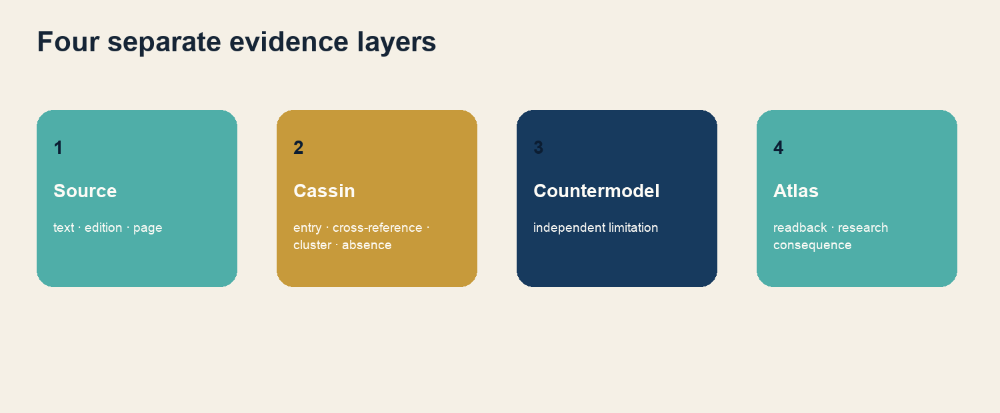 Four separate evidence layers
1
Source
text · edition · page
2
Cassin
entry · cross-reference ·
cluster · absence
3
Countermodel
independent limitation
4
Atlas
readback · research
consequence